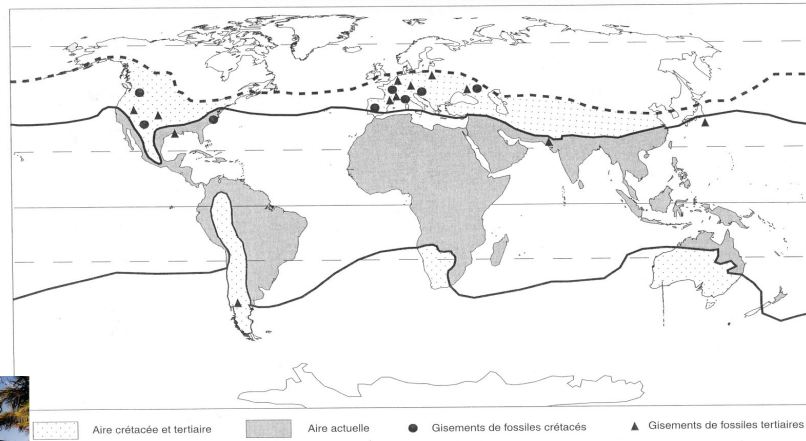 Aire crétacée et tertiaire
Aire actuelle
Gisements de fossiles crétacés
Gisements de fossiles tertiaires